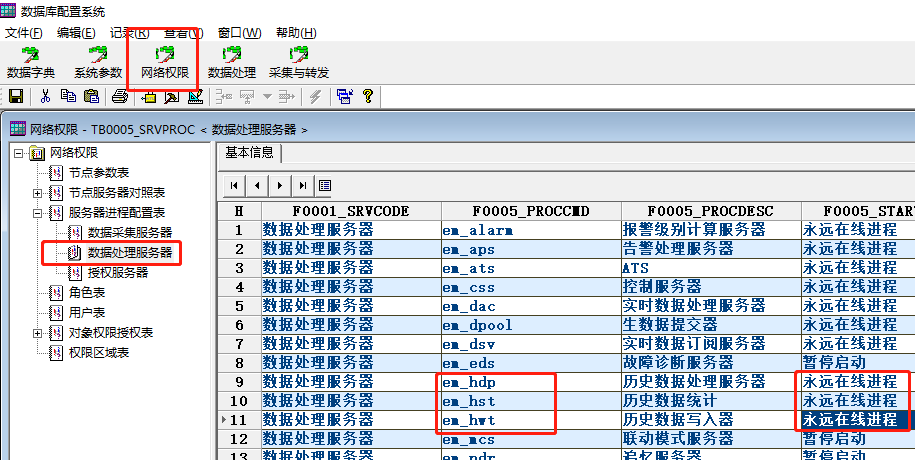 数据库配置系统
文件(F) 编辑(E) 记录(R) 查看(V) 窗口(W) 帮助(H)
数据字典 系统参数 网络权限 数据处理 采集与转发
网络权限 - TB0005_SRVPROC < 数据处理服务器 >
网络权限
节点参数表
节点服务器对照表
服务器进程配置表
数据采集服务器
数据处理服务器
授权服务器
角色表
用户表
对象权限授权表
权限区域表
基本信息
H F0001_SRVCODE F0005_PROCCMD F0005_PROCDESC F0005_START
1 数据处理服务器 em_alarm 报警级别计算服务器 永远在线进程
2 数据处理服务器 em_aps 告警处理服务器 永远在线进程
3 数据处理服务器 em_ats ATS 永远在线进程
4 数据处理服务器 em_css 控制服务器 永远在线进程
5 数据处理服务器 em_dac 实时数据处理服务器 永远在线进程
6 数据处理服务器 em_dpool 生数据提交器 永远在线进程
7 数据处理服务器 em_dsv 实时数据订阅服务器 永远在线进程
8 数据处理服务器 em_eds 故障诊断服务器 暂停启动
9 数据处理服务器 em_hdp 历史数据处理服务器 永远在线进程
10 数据处理服务器 em_hst 历史数据统计 永远在线进程
11 数据处理服务器 em_hwt 历史数据写入器 永远在线进程
12 数据处理服务器 em_mcs 联动模式服务器 暂停启动
13 数据处理服务器 em_pdr 追忆服务器 暂停启动